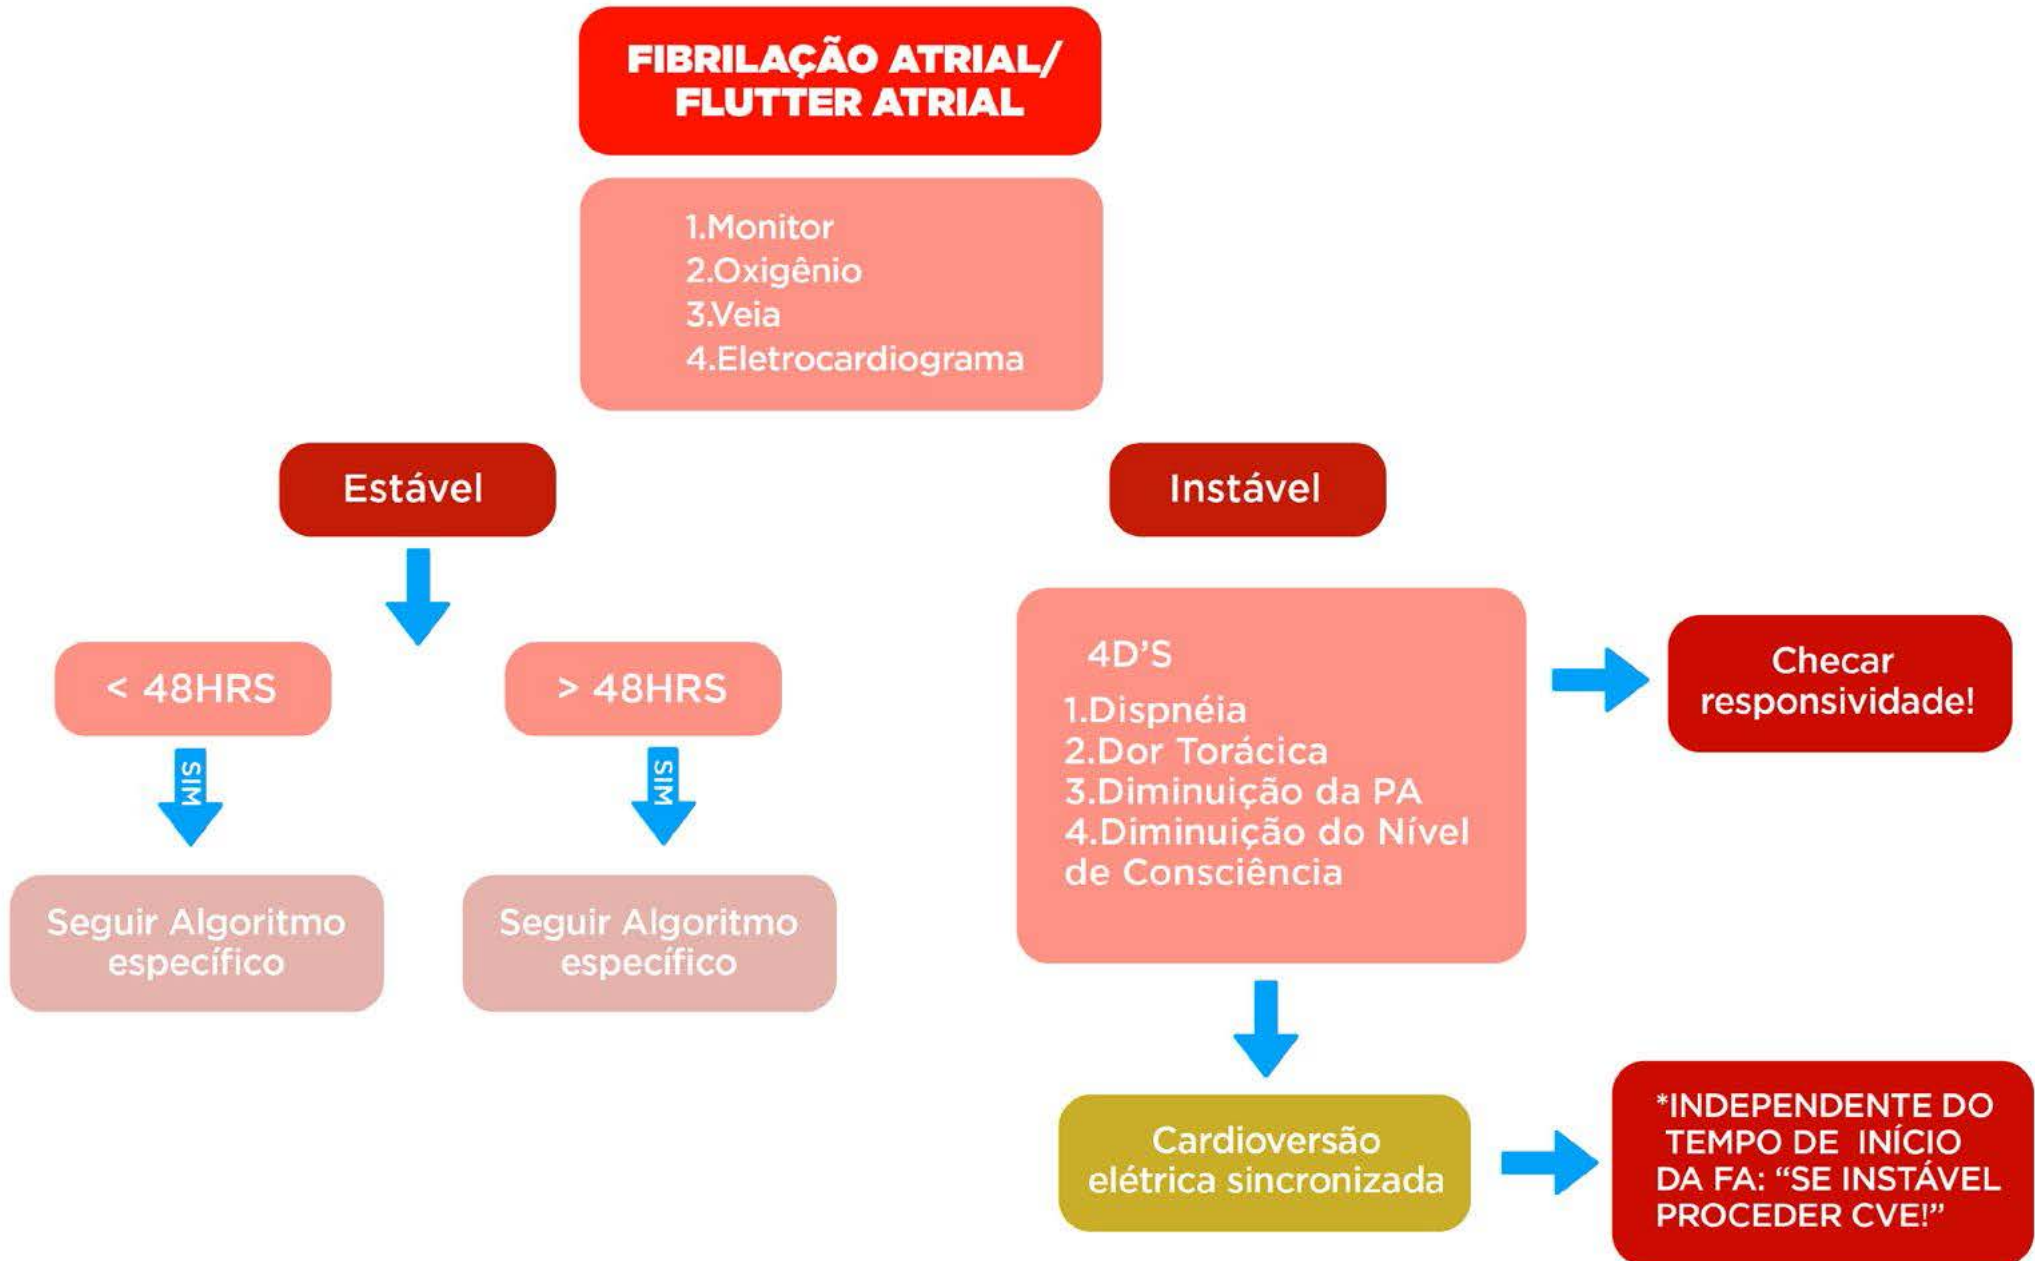 FIBRILAÇÃO ATRIAL/
FLUTTER ATRIAL
1.Monitor
2.Oxigênio
3.Veia
4.Eletrocardiograma
Estável
Instável
< 48HRS
> 48HRS
SIM
SIM
Seguir Algoritmo
específico
Seguir Algoritmo
específico
4D'S
1.Dispnéia
2.Dor Torácica
3.Diminuição da PA
4.Diminuição do Nível
de Consciência
Checar
responsividade!
Cardioversão
elétrica sincronizada
*INDEPENDENTE DO
TEMPO DE INÍCIO
DA FA: “SE INSTÁVEL
PROCEDER CVE!”